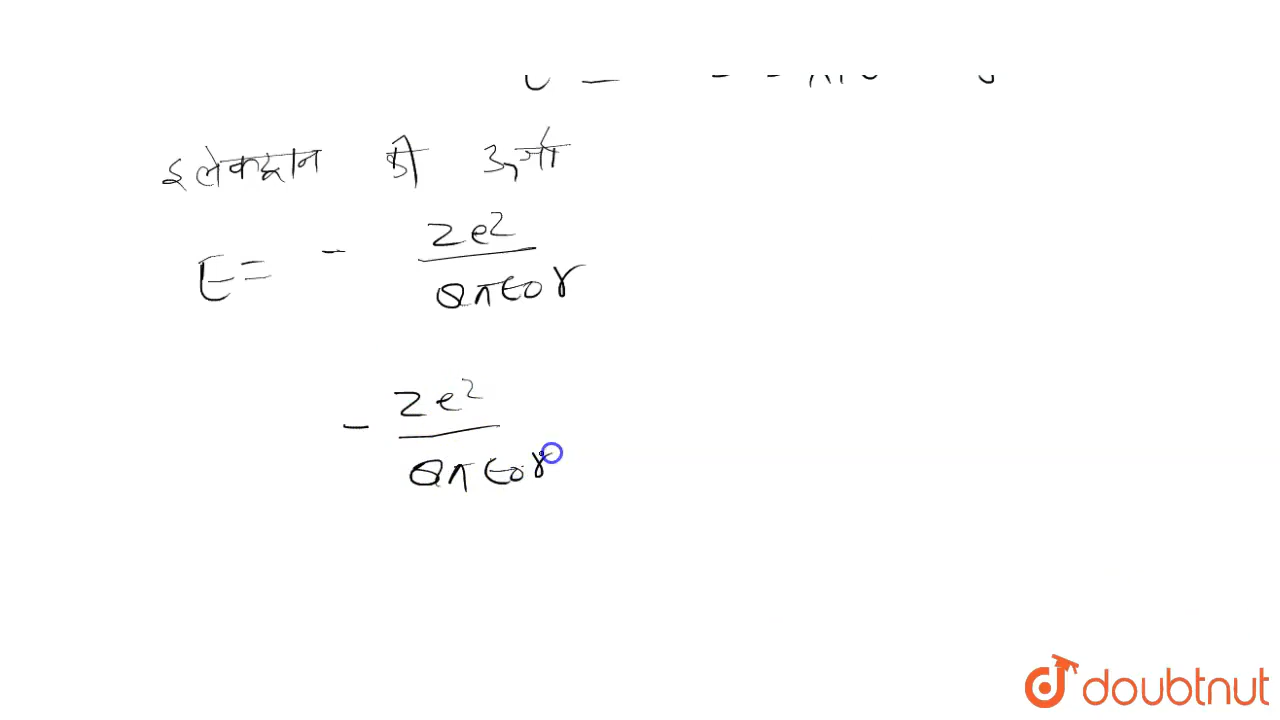 इलेक्ट्रान की ऊर्जा
E = - Ze²/8πε₀r
- Ze²/8πε₀r
doubtnut